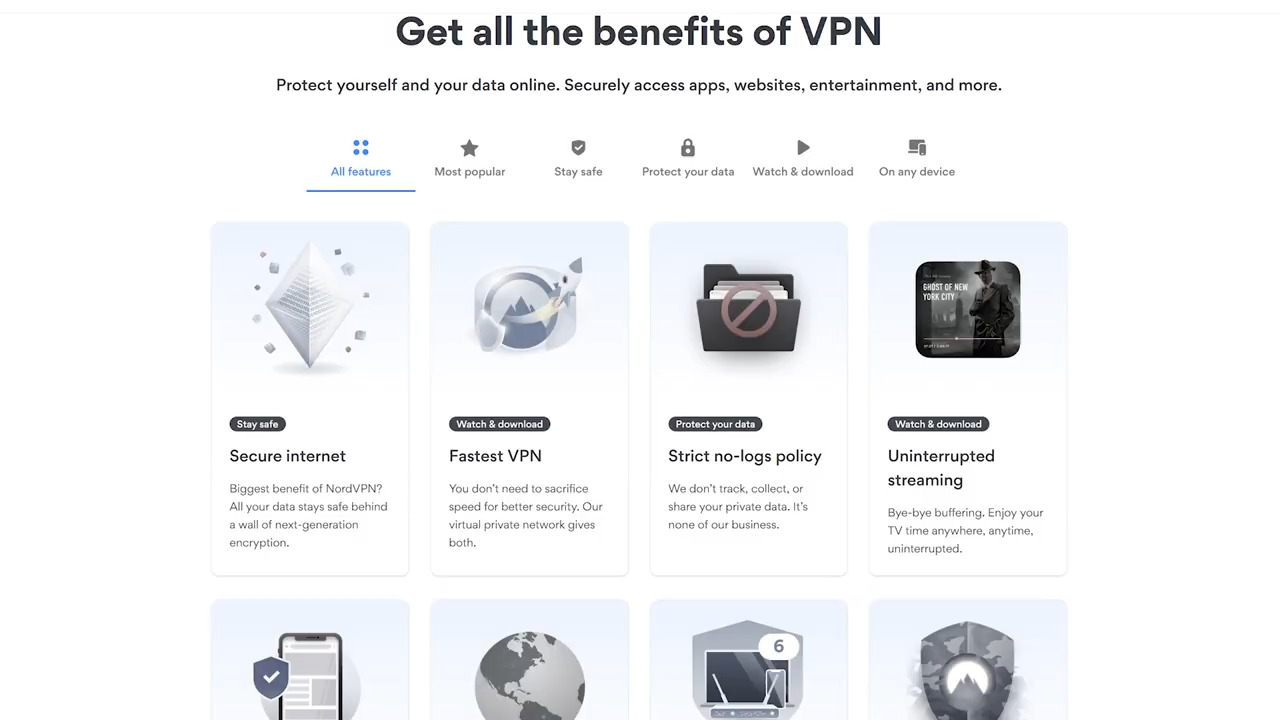 Get all the benefits of VPN
Protect yourself and your data online. Securely access apps, websites, entertainment, and more.
All features
Most popular
Stay safe
Protect your data
Watch & download
On any device
Stay safe
Secure internet
Biggest benefit of NordVPN?
All your data stays safe behind
a wall of next-generation
encryption.
Watch & download
Fastest VPN
You don't need to sacrifice
speed for better security. Our
virtual private network gives
both.
Protect your data
Strict no-logs policy
We don't track, collect, or
share your private data. It's
none of our business.
GHOST OF NEW
YORK CITY
Watch & download
Uninterrupted
streaming
Bye-bye buffering. Enjoy your
TV time anywhere, anytime,
uninterrupted.
6